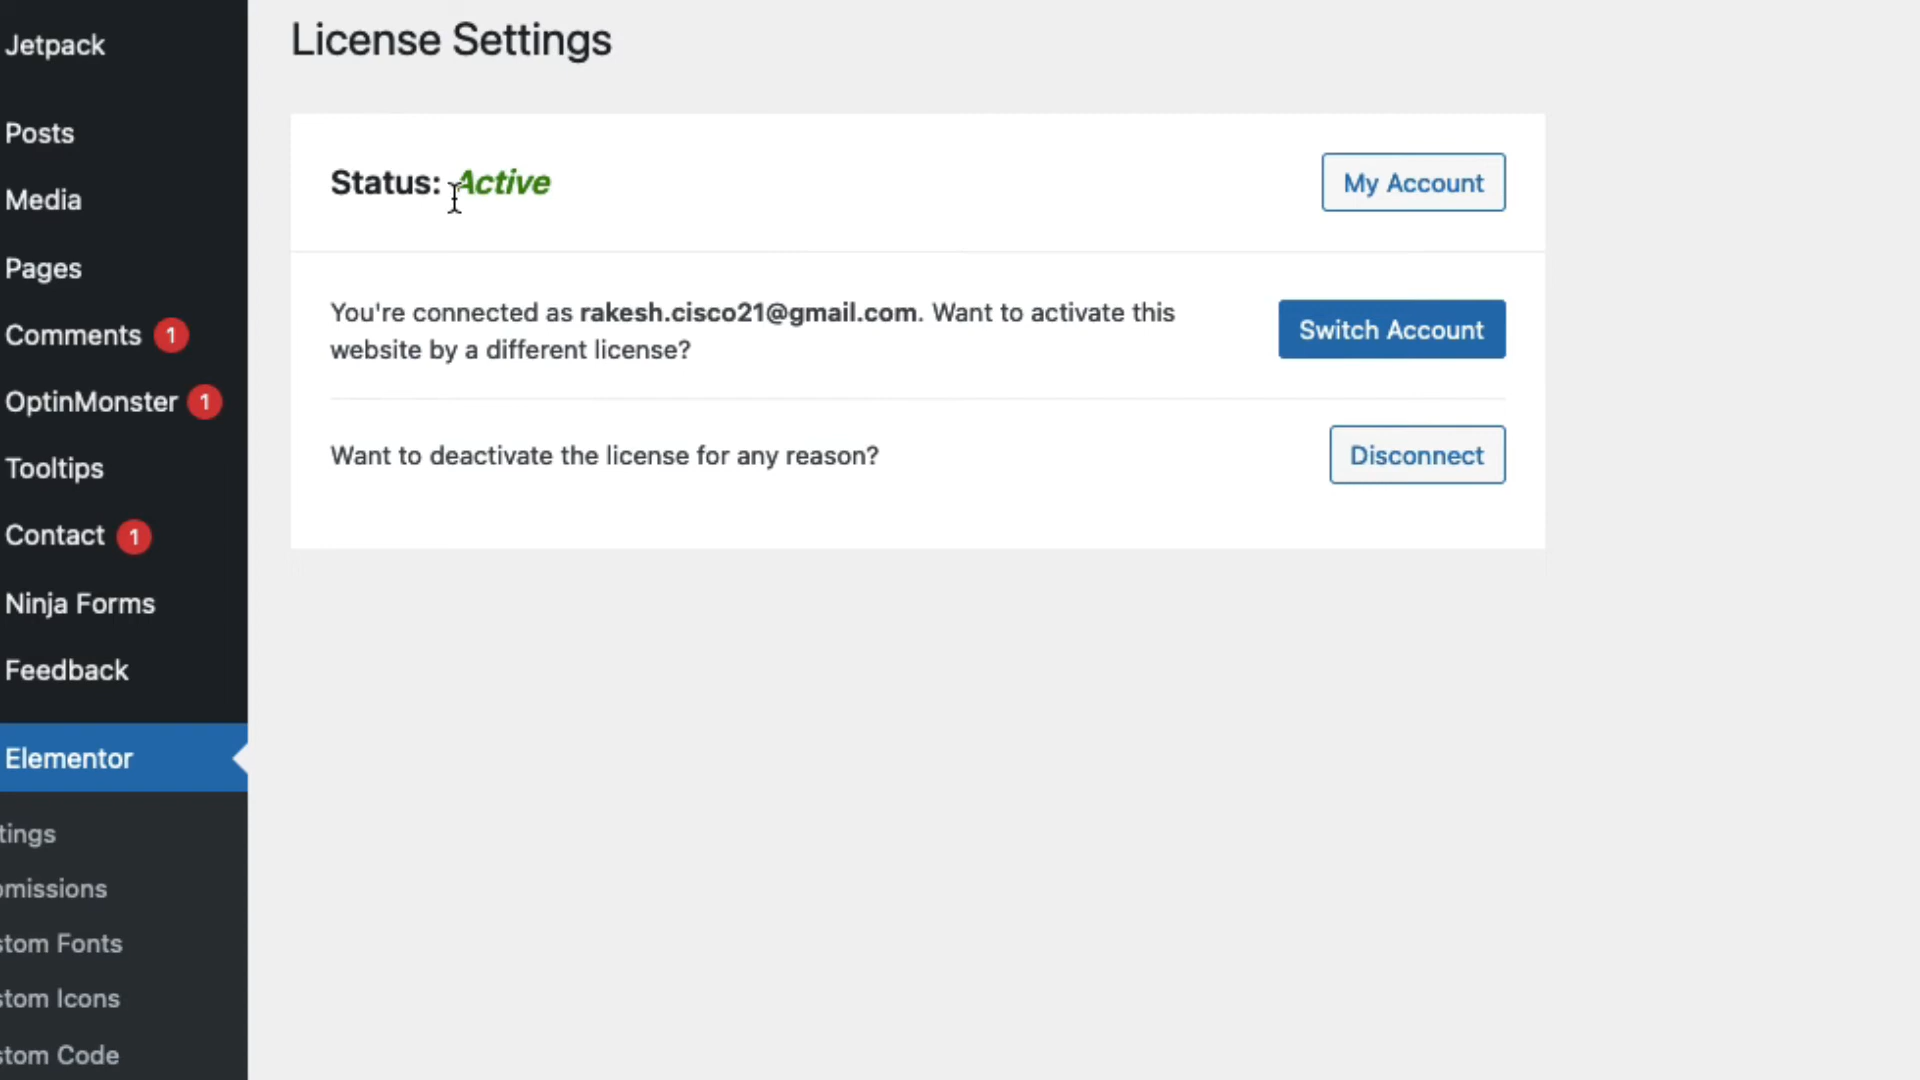 Jetpack
Posts
Media
Pages
Comments 1
OptinMonster 1
Tooltips
Contact 1
Ninja Forms
Feedback
Elementor
tings
omissions
stom Fonts
stom Icons
stom Code
License Settings
Status: Active
My Account
You're connected as rakesh.cisco21@gmail.com. Want to activate this
website by a different license?
Switch Account
Want to deactivate the license for any reason?
Disconnect